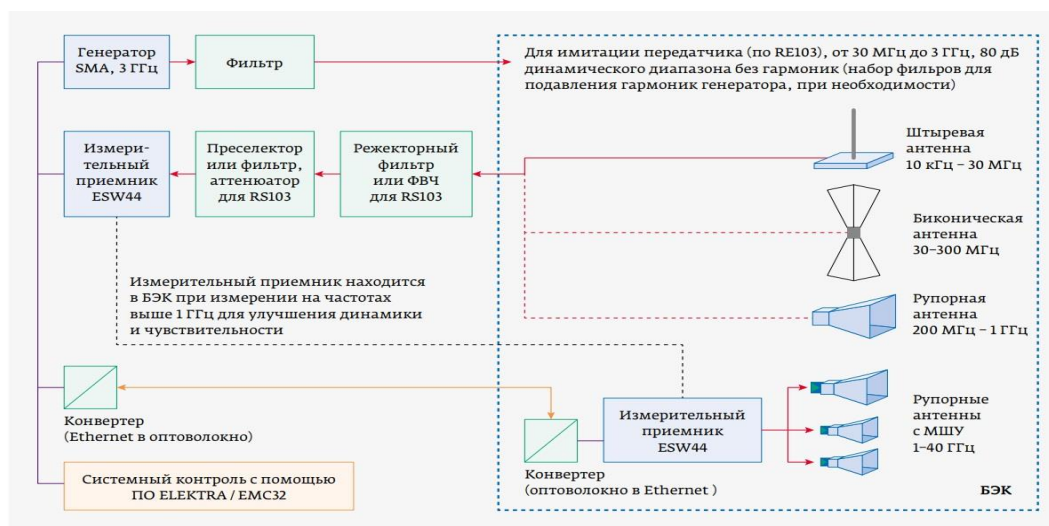 Генератор
SMA, 3 ГГц
Фильтр
Для имитации передатчика (по RE103), от 30 МГц до 3 ГГц, 80 дБ
динамического диапазона без гармоник (набор фильров для
подавления гармоник генератора, при необходимости)
Измери-
тельный
приемник
ESW44
Преселектор
или фильтр,
аттенюатор
для RS103
Режекторный
фильтр
или ФВЧ
для RS103
Штыревая
антенна
10 кГц – 30 МГц
Биконическая
антенна
30–300 МГц
Измерительный приемник находится
в БЭК при измерении на частотах
выше 1 ГГц для улучшения динамики
и чувствительности
Рупорная
антенна
200 МГц – 1 ГГц
Конвертер
(Ethernet в оптоволокно)
Измерительный
приемник
ESW44
Рупорные
антенны
с МШУ
1–40 ГГц
Конвертер
(оптоволокно в Ethernet )
Системный контроль с помощью
ПО ELEKTRA / EMC32
БЭК